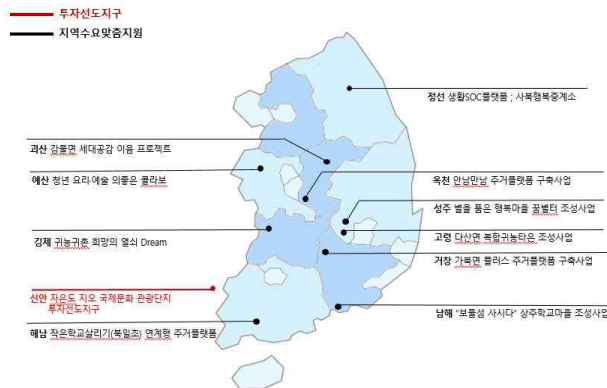 투자선도지구
지역수요맞춤지원
정선 생활SOC플랫폼 ; 사북행복중계소
괴산 감물면 세대공감 이음 프로젝트
예산 청년 요리·예술 의좋은 콜라보
옥천 안남만남 주거플랫폼 구축사업
성주 별을 품은 행복마을 꿈별터 조성사업
고령 다산면 복합귀농타운 조성사업
김제 귀농귀촌 희망의 열쇠 Dream
거창 가북면 플러스 주거플랫폼 구축사업
신안 자은도 지오 국제문화 관광단지
투자선도지구
남해 "보물섬 사시다" 상주학교마을 조성사업
해남 작은학교살리기(북일초) 연계형 주거플랫폼